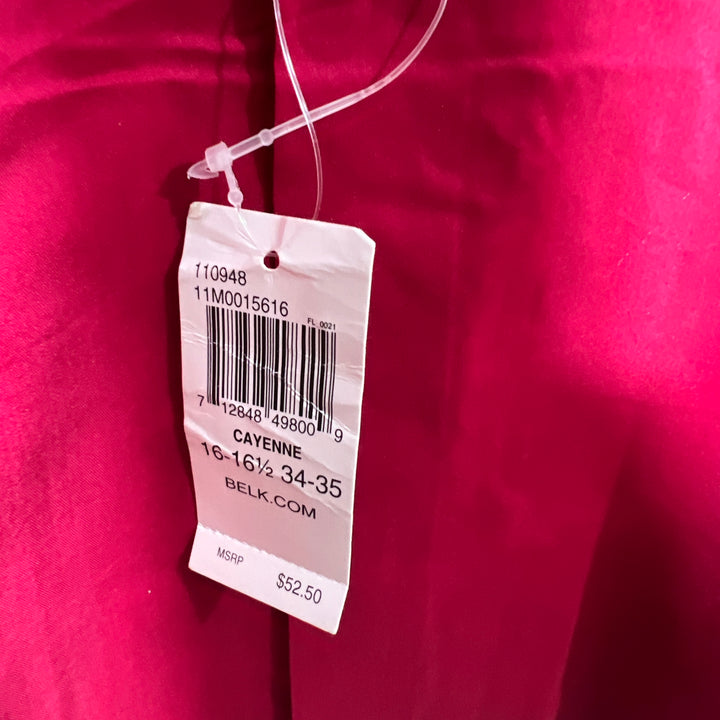 110948
11M0015616
FL 0021
7 12848 49800 9
CAYENNE
16-16½ 34-35
BELK.COM
MSRP
$52.50